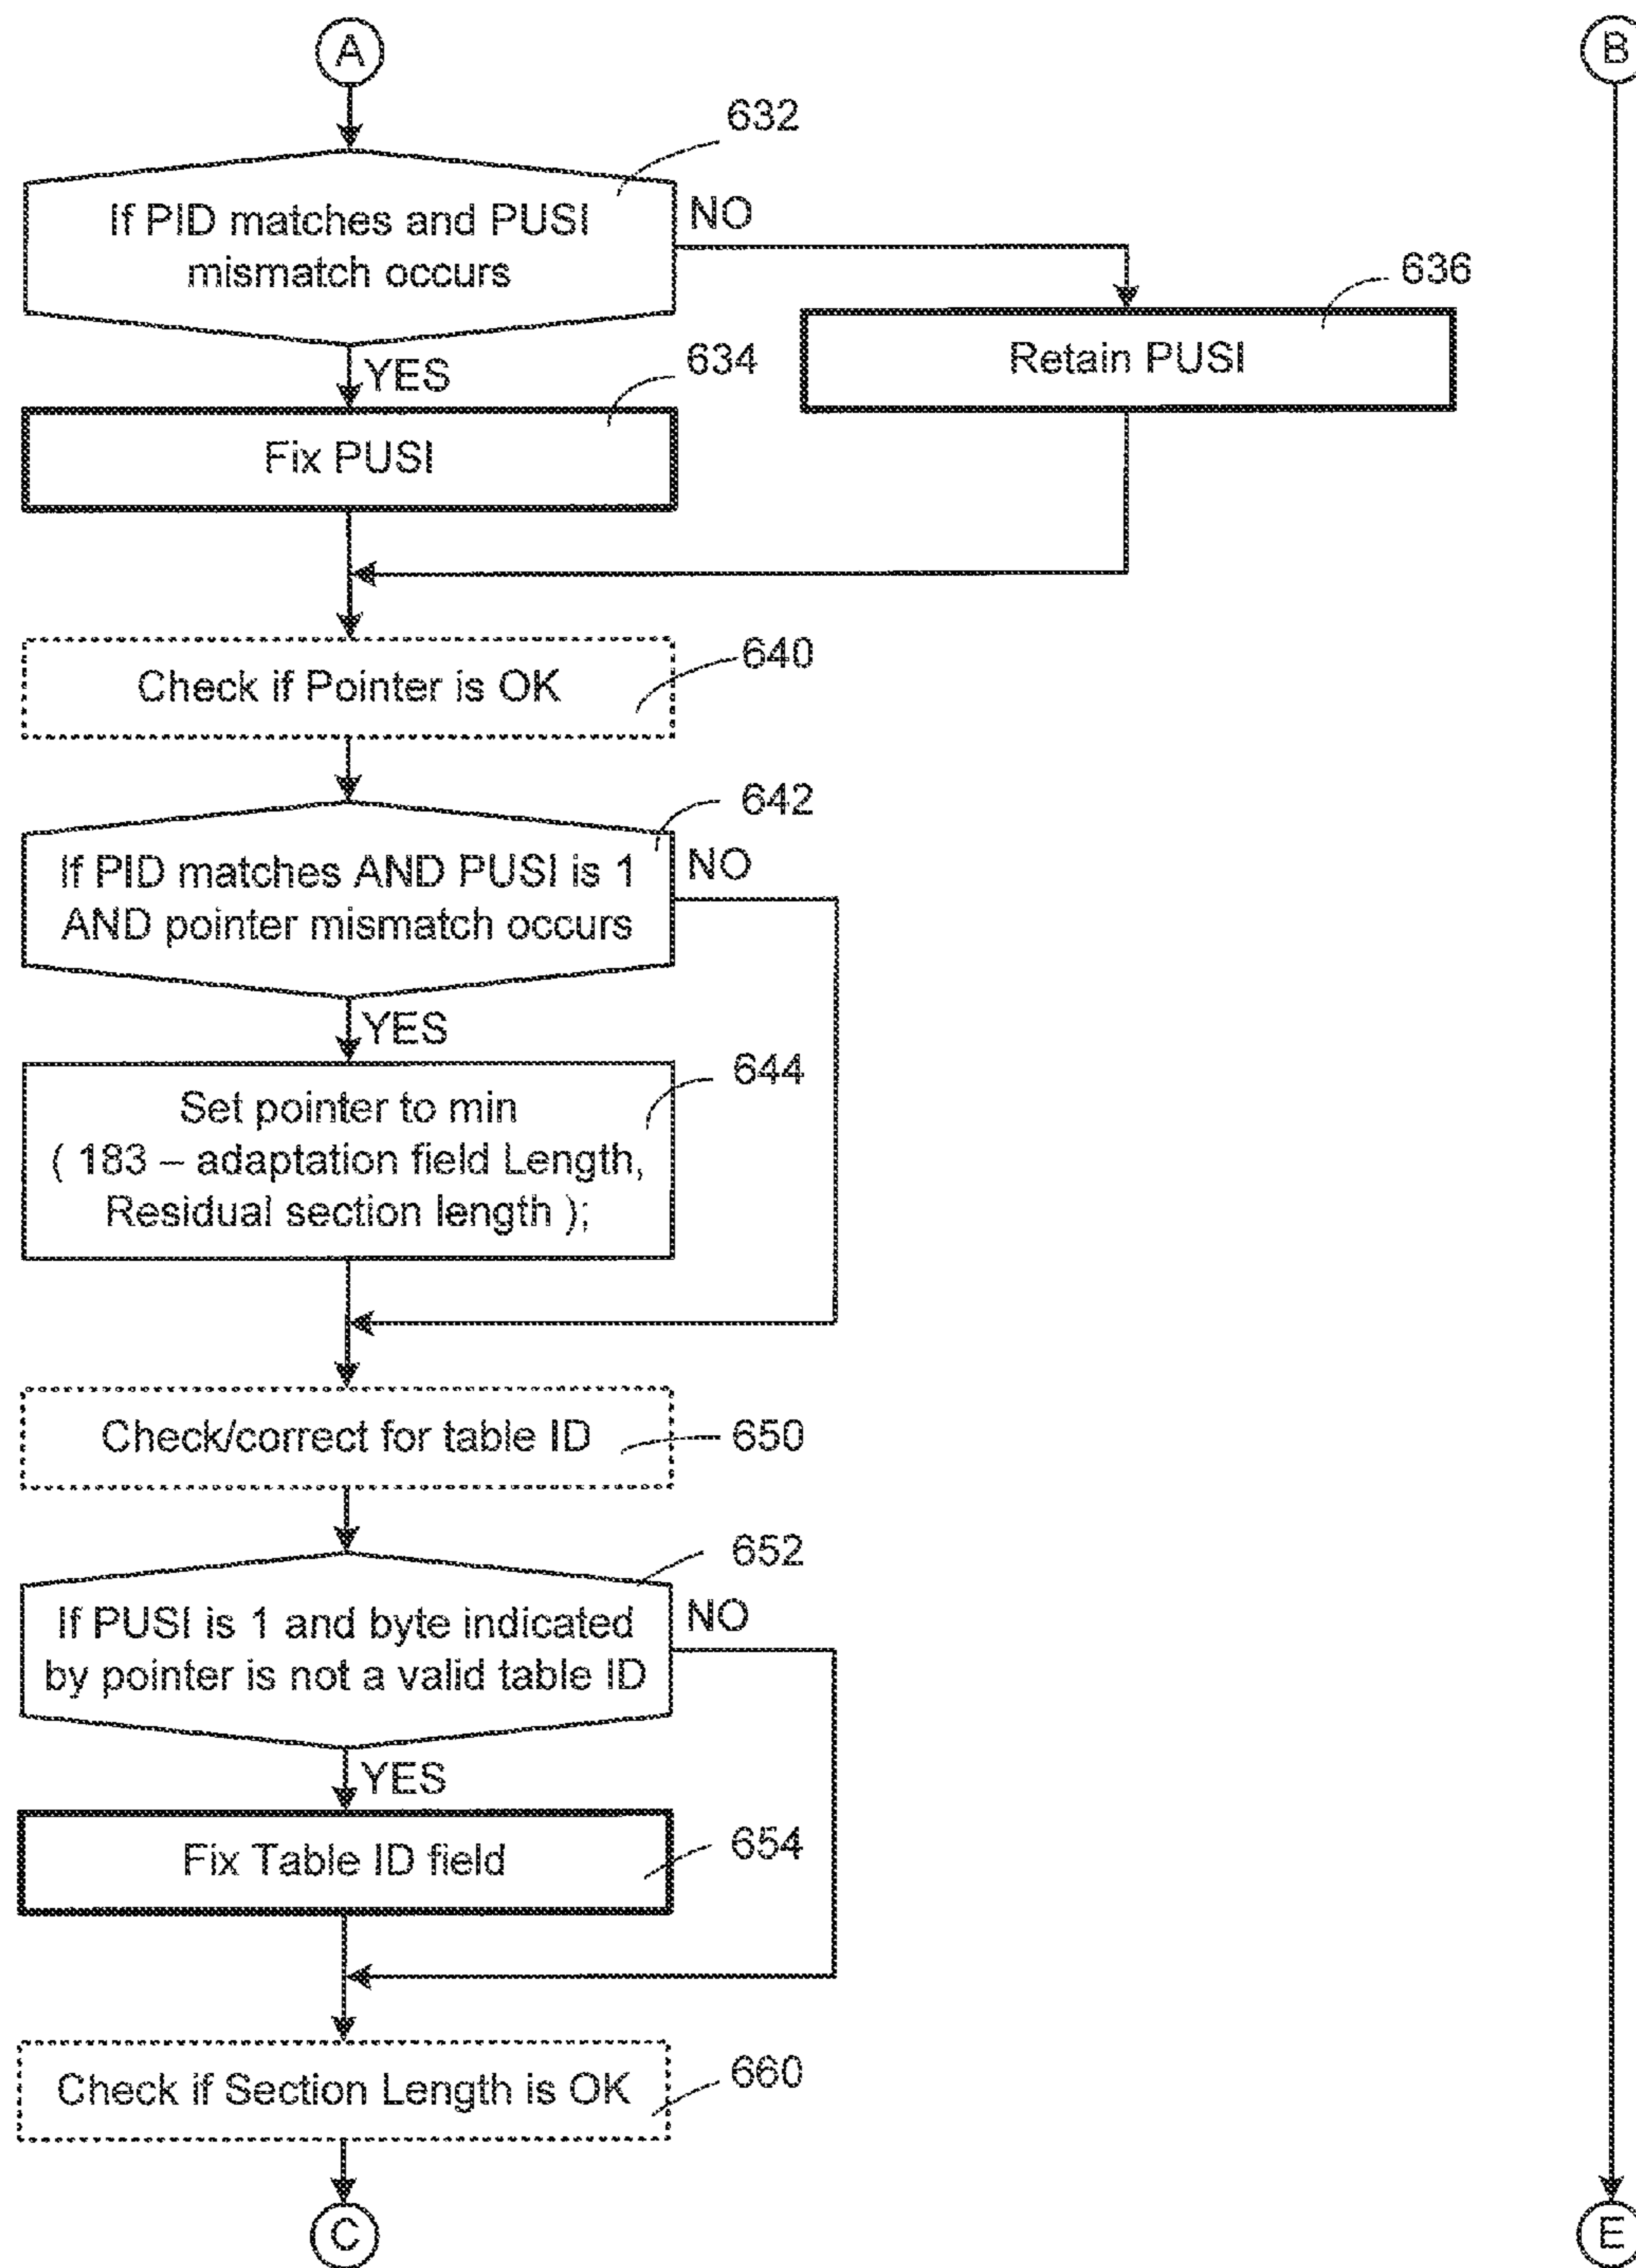 A
B
632
If PID matches and PUSI
mismatch occurs
NO
636
Retain PUSI
YES
634
Fix PUSI
640
Check if Pointer is OK
642
If PID matches AND PUSI is 1
AND pointer mismatch occurs
NO
YES
644
Set pointer to min
( 183 – adaptation field Length,
Residual section length );
Check/correct for table ID
650
652
If PUSI is 1 and byte indicated
by pointer is not a valid table ID
NO
YES
Fix Table ID field
654
Check if Section Length is OK
660
C
E